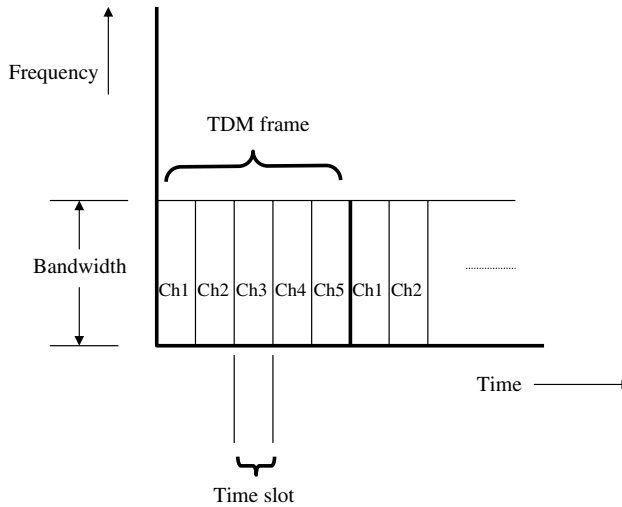 Frequency
TDM frame
Bandwidth
Ch1 Ch2 Ch3 Ch4 Ch5 Ch1 Ch2
Time
Time slot